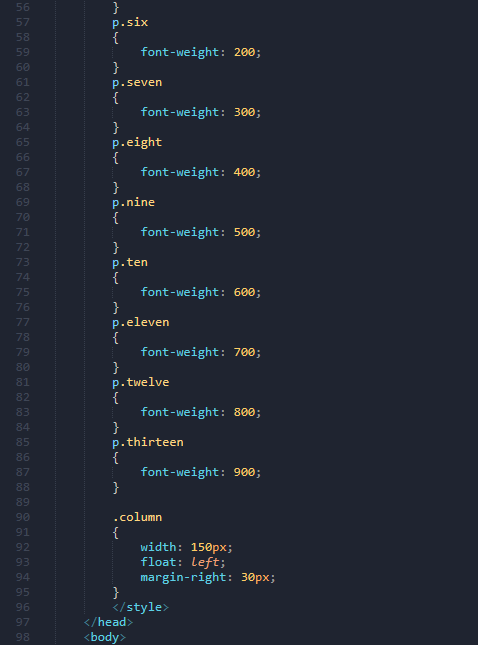 56 }
57 p.six
58 {
59 font-weight: 200;
60 }
61 p.seven
62 {
63 font-weight: 300;
64 }
65 p.eight
66 {
67 font-weight: 400;
68 }
69 p.nine
70 {
71 font-weight: 500;
72 }
73 p.ten
74 {
75 font-weight: 600;
76 }
77 p.eleven
78 {
79 font-weight: 700;
80 }
81 p.twelve
82 {
83 font-weight: 800;
84 }
85 p.thirteen
86 {
87 font-weight: 900;
88 }
89
90 .column
91 {
92 width: 150px;
93 float: left;
94 margin-right: 30px;
95 }
96 </style>
97 </head>
98 <body>